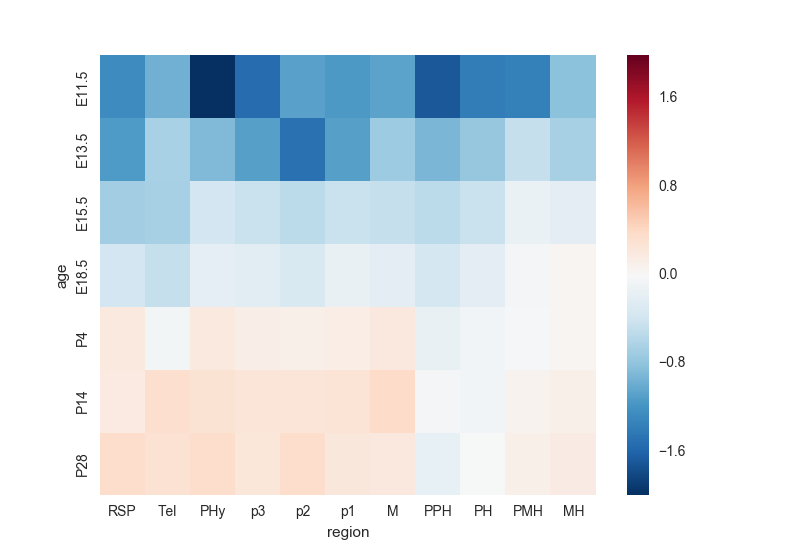 age
E11.5
E13.5
E15.5
E18.5
P4
P14
P28
RSP Tel PHy p3 p2 p1 M PPH PH PMH MH
region
1.6
0.8
0.0
−0.8
−1.6